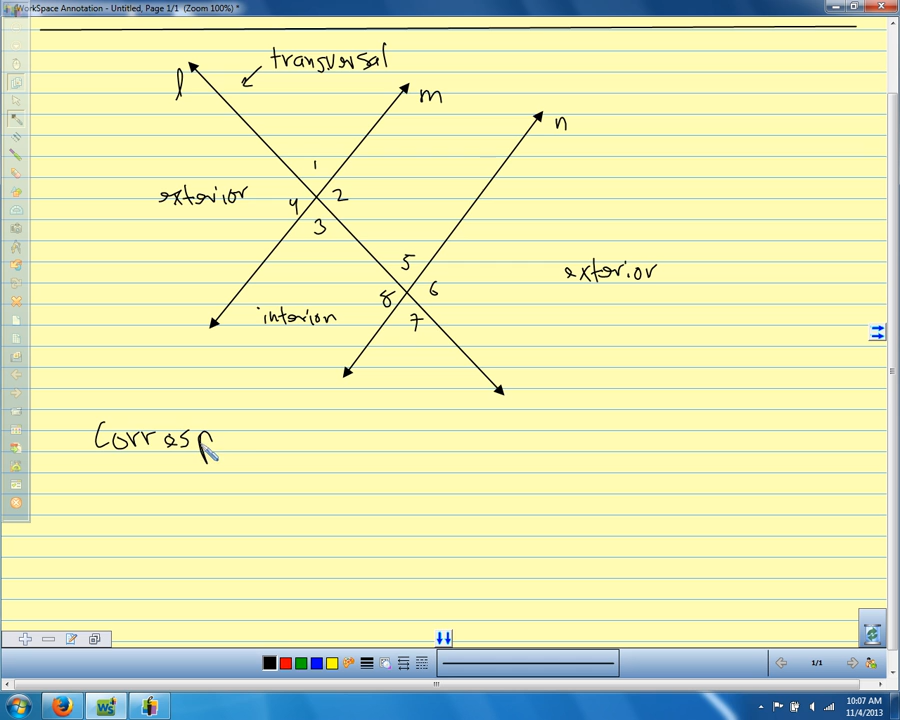 WorkSpace Annotation - Untitled, Page 1/1 (Zoom 100%) *
transversal
l
m
n
1
exterior
4
2
3
5
exterior
8
6
interior
7
Corresp
1/1
10:07 AM
11/4/2013